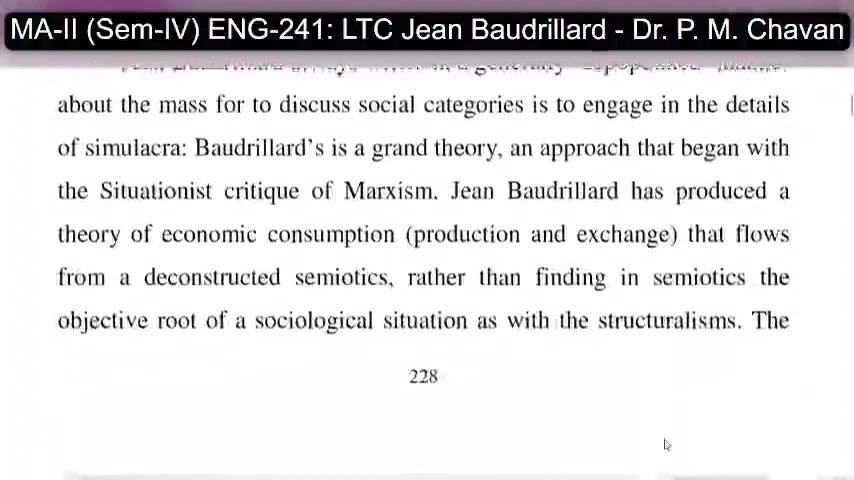 MA-II (Sem-IV) ENG-241: LTC Jean Baudrillard - Dr. P. M. Chavan
about the mass for to discuss social categories is to engage in the details
of simulacra: Baudrillard's is a grand theory, an approach that began with
the Situationist critique of Marxism. Jean Baudrillard has produced a
theory of economic consumption (production and exchange) that flows
from a deconstructed semiotics, rather than finding in semiotics the
objective root of a sociological situation as with the structuralisms. The
228